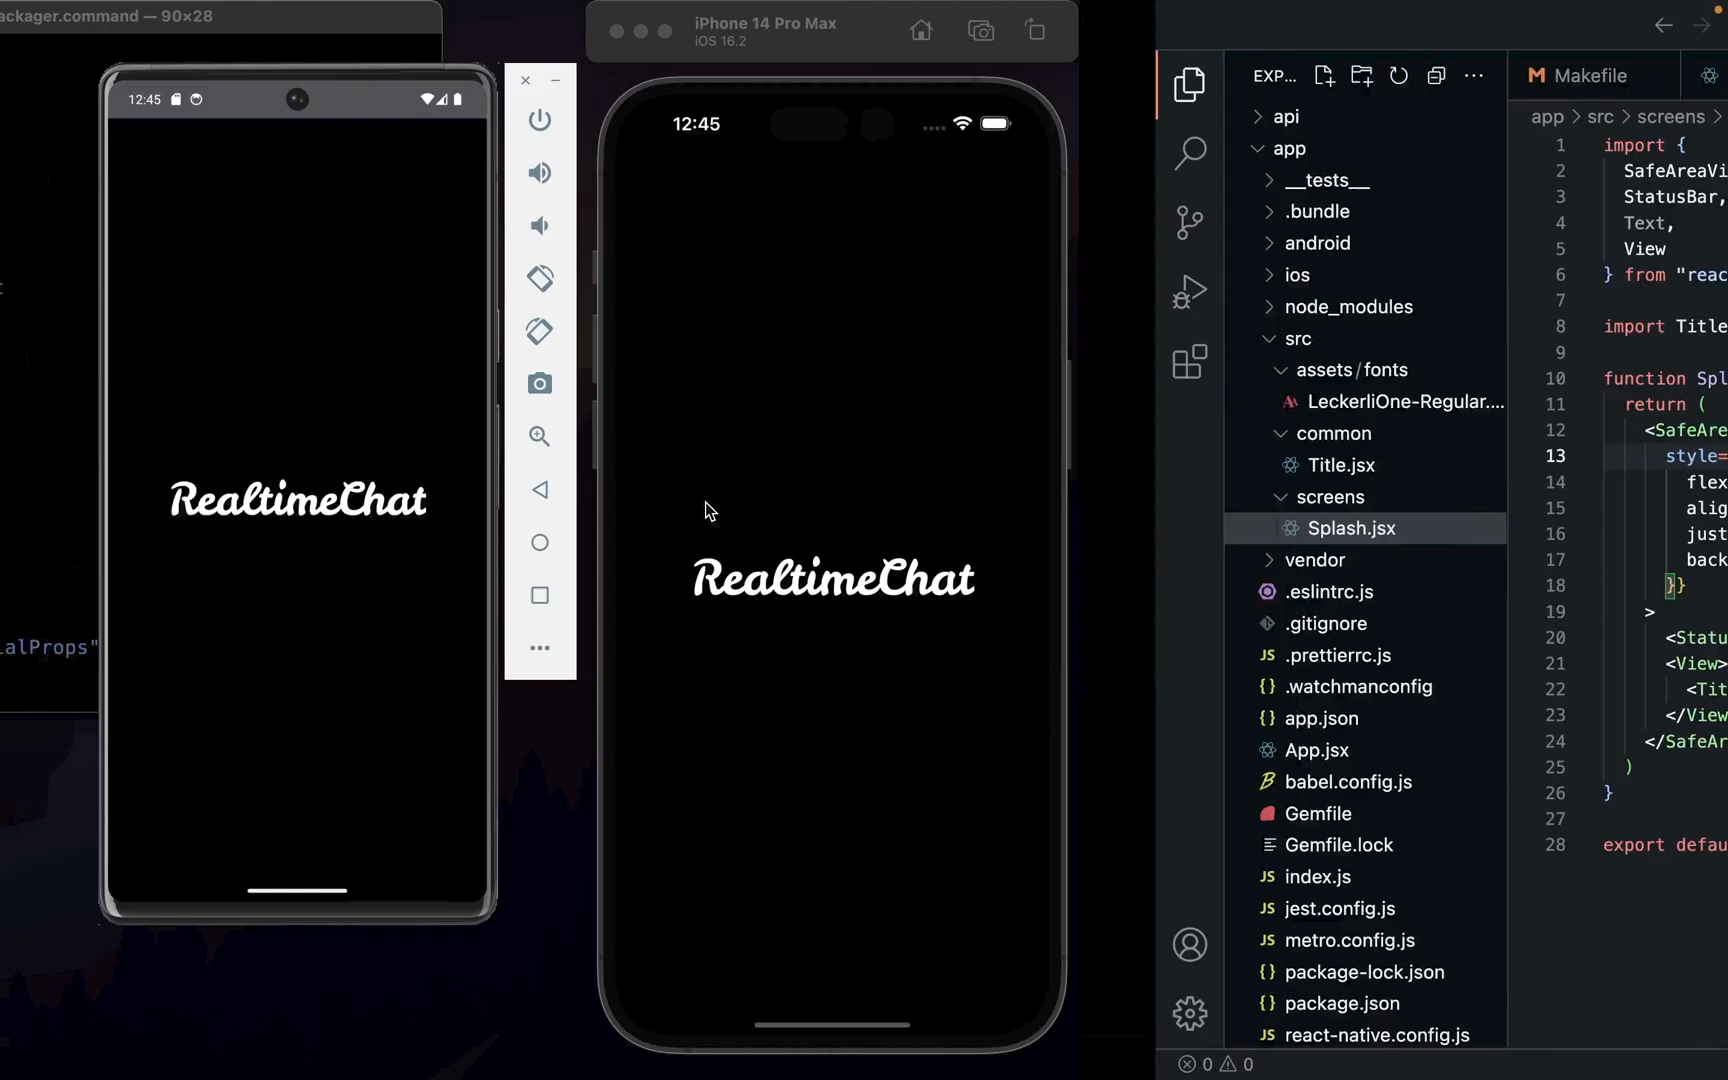 ackager.command — 90×28
alProps"
12:45
RealtimeChat
iPhone 14 Pro Max
iOS 16.2
12:45
RealtimeChat
EXP...
api
app
__tests__
.bundle
android
ios
node_modules
src
assets/fonts
LeckerliOne-Regular....
common
Title.jsx
screens
Splash.jsx
vendor
.eslintrc.js
.gitignore
.prettierrc.js
.watchmanconfig
app.json
App.jsx
babel.config.js
Gemfile
Gemfile.lock
index.js
jest.config.js
metro.config.js
package-lock.json
package.json
react-native.config.js
0 0
Makefile
app > src > screens >
1 import {
2 SafeAreaVi
3 StatusBar,
4 Text,
5 View
6 } from "reac
7
8 import Title
9
10 function Spl
11 return (
12 <SafeAre
13 style=
14 flex
15 alig
16 just
17 back
18 }}
19 >
20 <Statu
21 <View>
22 <Tit
23 </View
24 </SafeAr
25 )
26 }
27
28 export defau